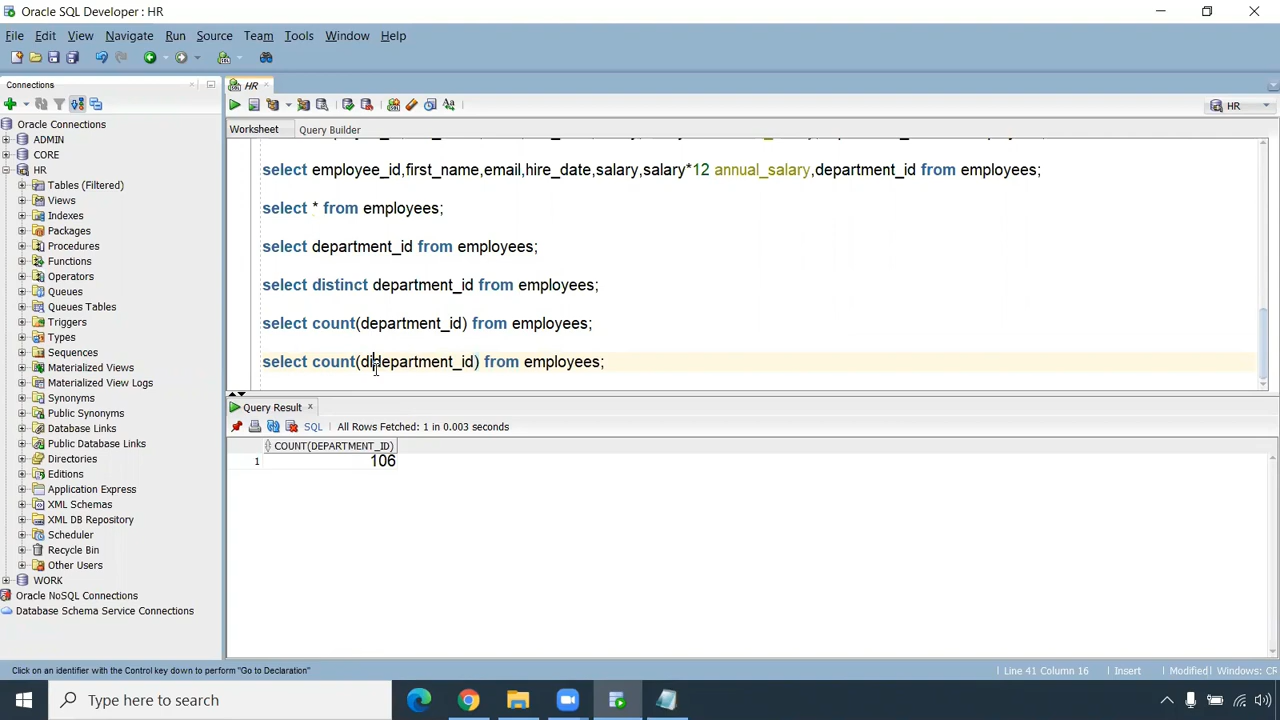 Oracle SQL Developer : HR
File Edit View Navigate Run Source Team Tools Window Help
Connections
HR
HR
Worksheet Query Builder
Oracle Connections
ADMIN
CORE
HR
Tables (Filtered)
Views
Indexes
Packages
Procedures
Functions
Operators
Queues
Queues Tables
Triggers
Types
Sequences
Materialized Views
Materialized View Logs
Synonyms
Public Synonyms
Database Links
Public Database Links
Directories
Editions
Application Express
XML Schemas
XML DB Repository
Scheduler
Recycle Bin
Other Users
WORK
Oracle NoSQL Connections
Database Schema Service Connections
select employee_id,first_name,email,hire_date,salary,salary*12 annual_salary,department_id from employees;
select * from employees;
select department_id from employees;
select distinct department_id from employees;
select count(department_id) from employees;
select count(didepartment_id) from employees;
Query Result
SQL All Rows Fetched: 1 in 0.003 seconds
COUNT(DEPARTMENT_ID)
1 106
Click on an identifier with the Control key down to perform "Go to Declaration"
Line 41 Column 16 Insert Modified Windows: CR
Type here to search